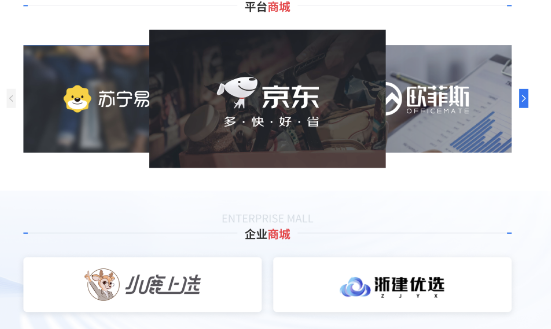 平台商城
苏宁易
京东
多·快·好·省
欧菲斯
OFFICEMATE
ENTERPRISE MALL
企业商城
小鹿上选
浙建优选
Z J Y X